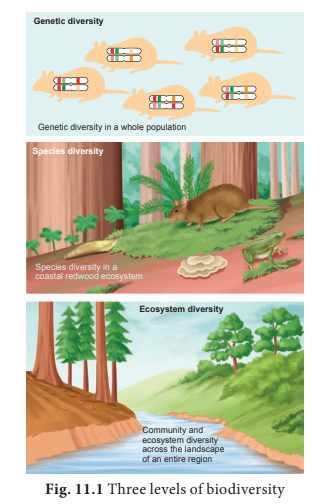 Genetic diversity
Genetic diversity in a whole population
Species diversity
Species diversity in a
coastal redwood ecosystem
Ecosystem diversity
Community and
ecosystem diversity
across the landscape
of an entire region
Fig. 11.1 Three levels of biodiversity